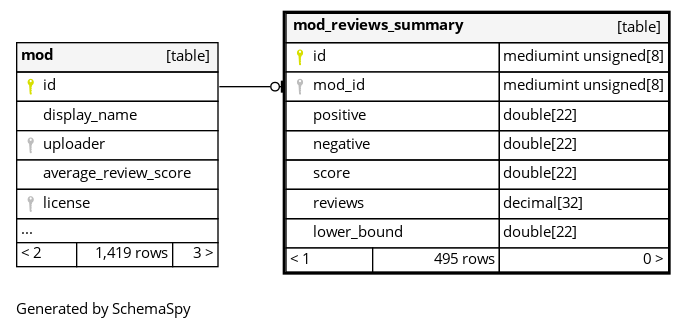 mod [table]
id
display_name
uploader
average_review_score
license
...
< 2 1,419 rows 3 >
mod_reviews_summary [table]
id mediumint unsigned[8]
mod_id mediumint unsigned[8]
positive double[22]
negative double[22]
score double[22]
reviews decimal[32]
lower_bound double[22]
< 1 495 rows 0 >
Generated by SchemaSpy